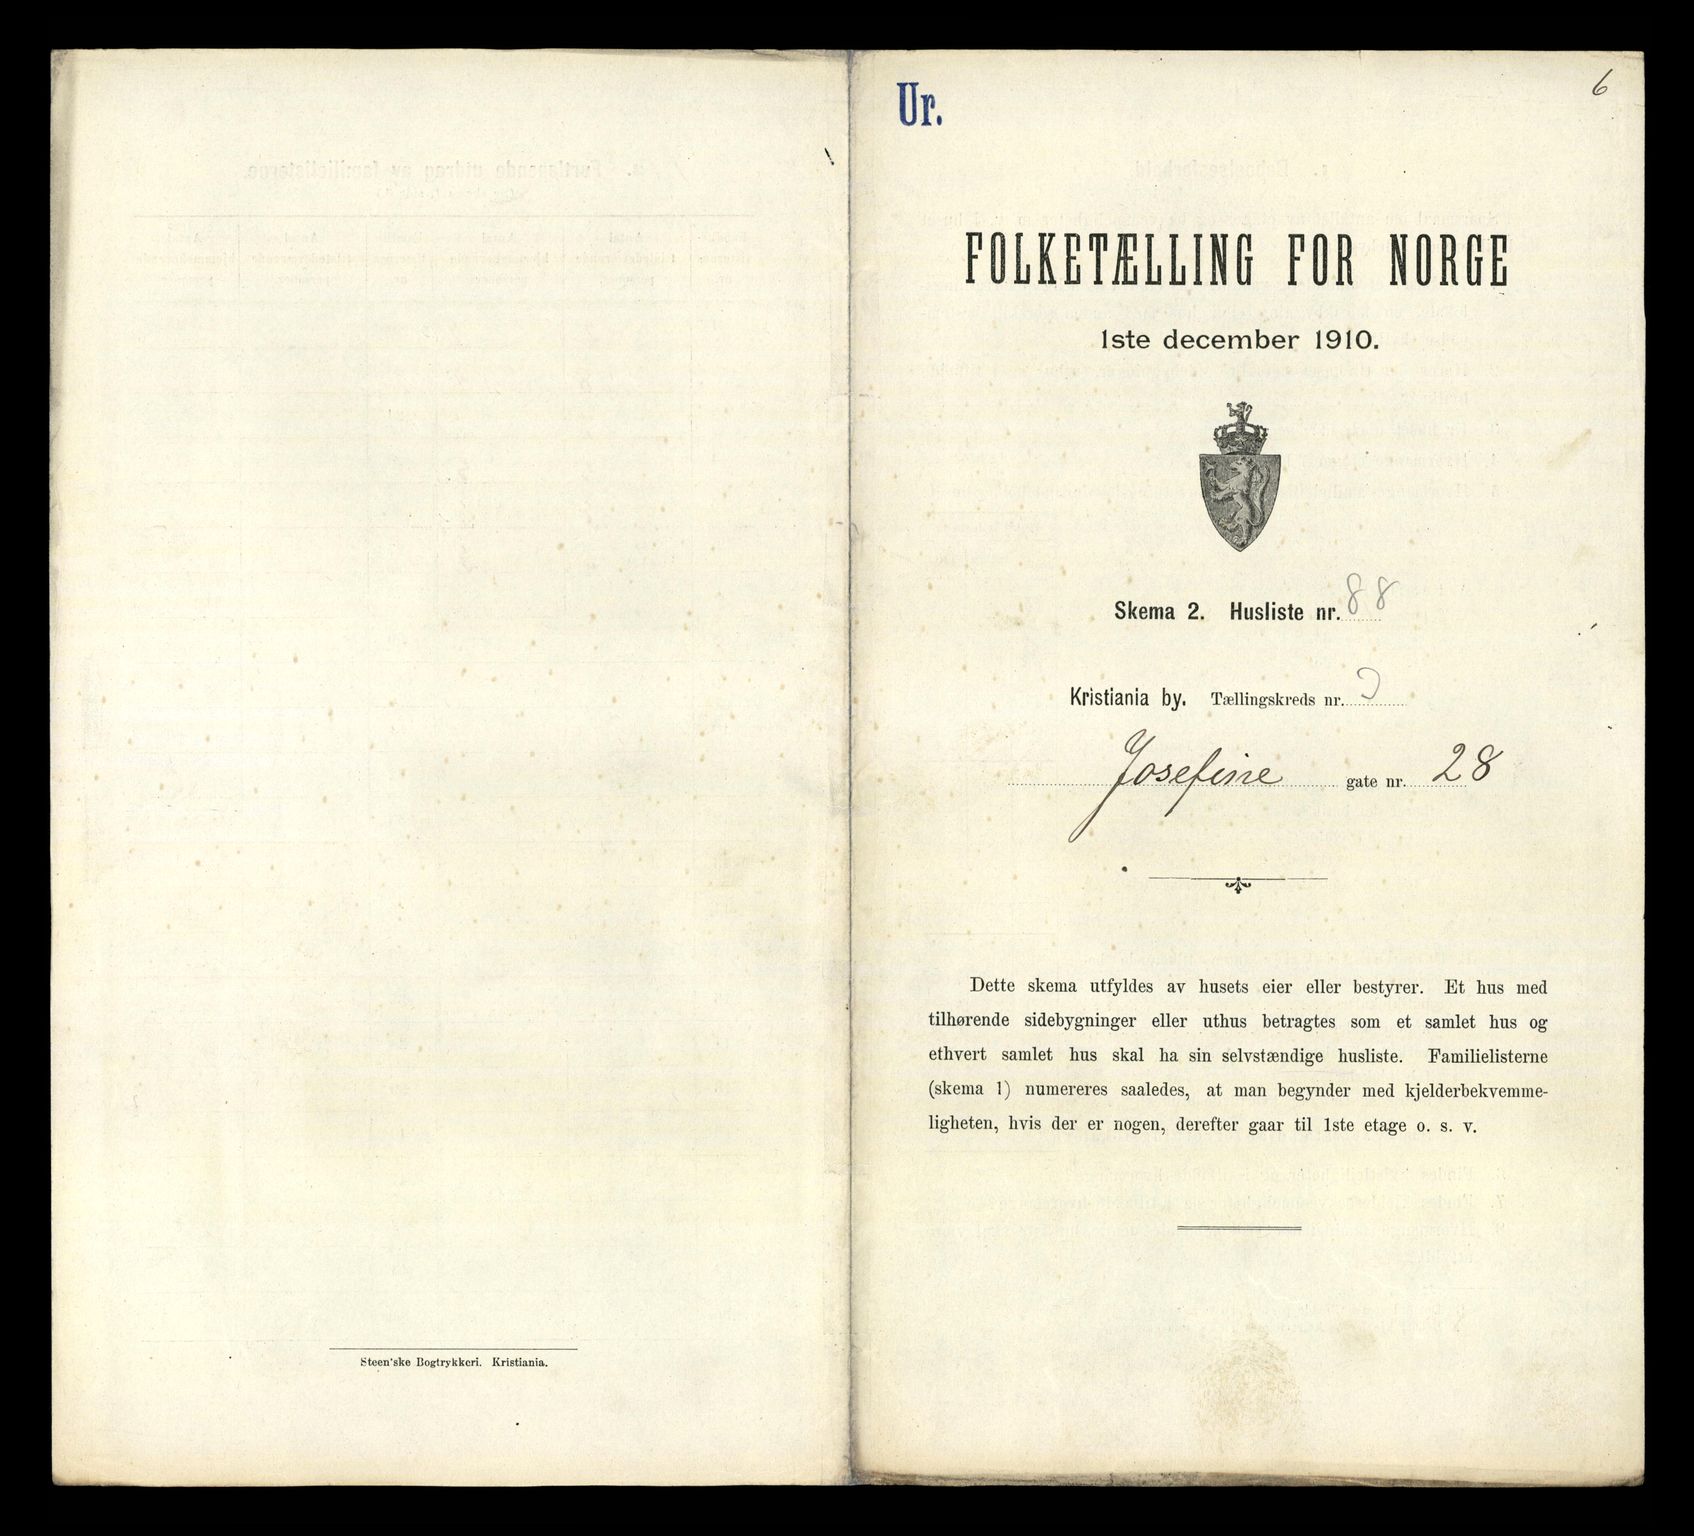 Steen'ske Bogtrykkeri. Kristiania.
6
Ur.
FOLKETÆLLING FOR NORGE
1ste december 1910.
Skema 2. Husliste nr. 88
Kristiania by. Tællingskreds nr.
Josefine gate nr. 28
Dette skema utfyldes av husets eier eller bestyrer. Et hus med
tilhørende sidebygninger eller uthus betragtes som et samlet hus og
ethvert samlet hus skal ha sin selvstændige husliste. Familielisterne
(skema 1) numereres saaledes, at man begynder med kjelderbekvemme-
ligheten, hvis der er nogen, derefter gaar til 1ste etage o. s. v.